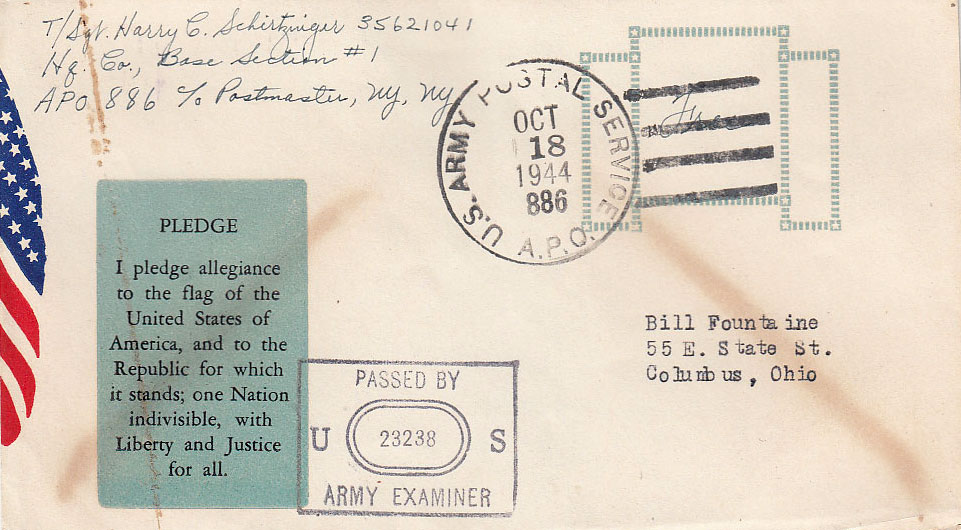 T/Sgt. Harry C. Schirtzinger 35621041
Hq. Co., Base Section #1
APO 886 c/o Postmaster, NY, NY
U.S. ARMY POSTAL SERVICE
OCT
18
1944
886
A.P.O.
Free
PLEDGE
I pledge allegiance
to the flag of the
United States of
America, and to the
Republic for which
it stands; one Nation
indivisible, with
Liberty and Justice
for all.
Bill Fountaine
55 E. State St.
Columbus, Ohio
PASSED BY
U 23238 S
ARMY EXAMINER